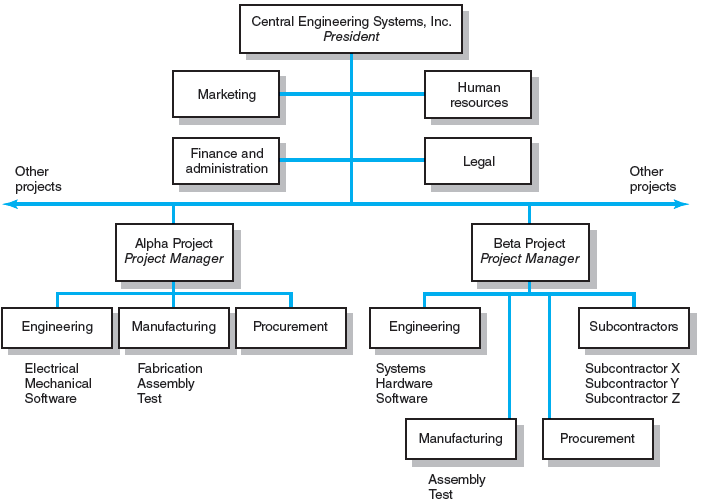 Central Engineering Systems, Inc.
President
Marketing
Human
resources
Finance and
administration
Legal
Other
projects
Other
projects
Alpha Project
Project Manager
Beta Project
Project Manager
Engineering
Manufacturing
Procurement
Engineering
Subcontractors
Electrical
Mechanical
Software
Fabrication
Assembly
Test
Systems
Hardware
Software
Subcontractor X
Subcontractor Y
Subcontractor Z
Manufacturing
Procurement
Assembly
Test